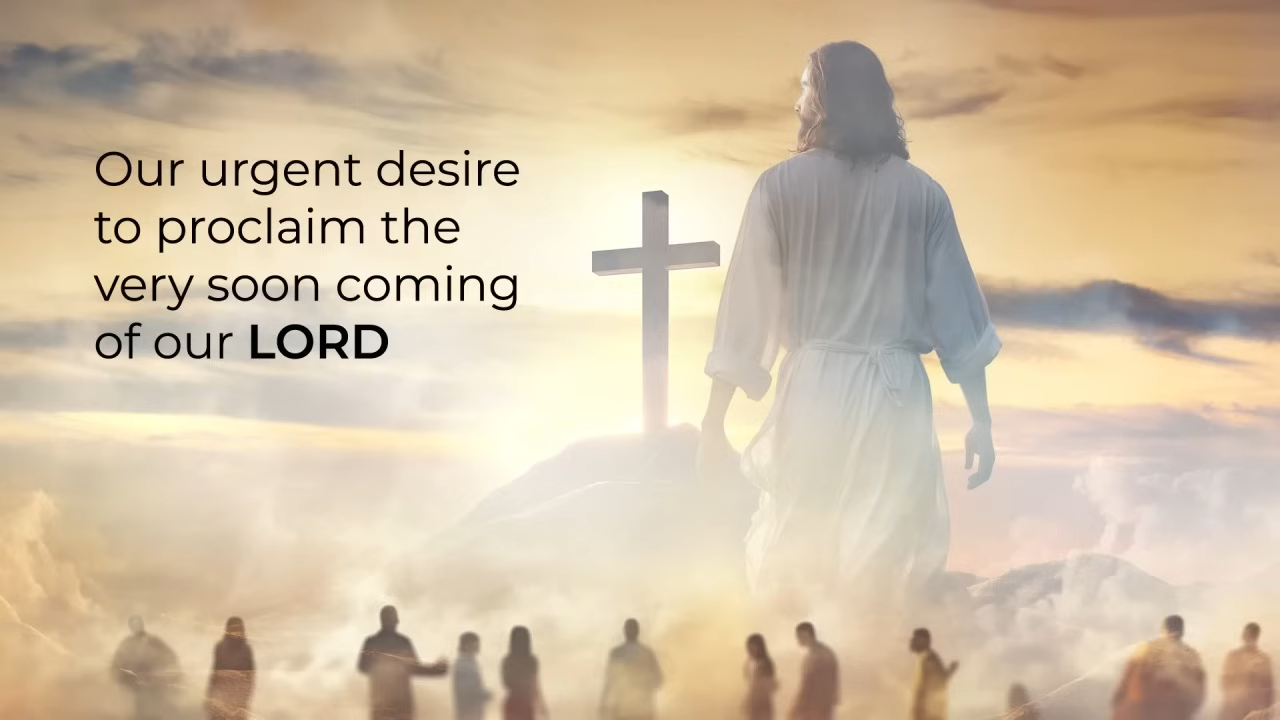 Our urgent desire
to proclaim the
very soon coming
of our LORD